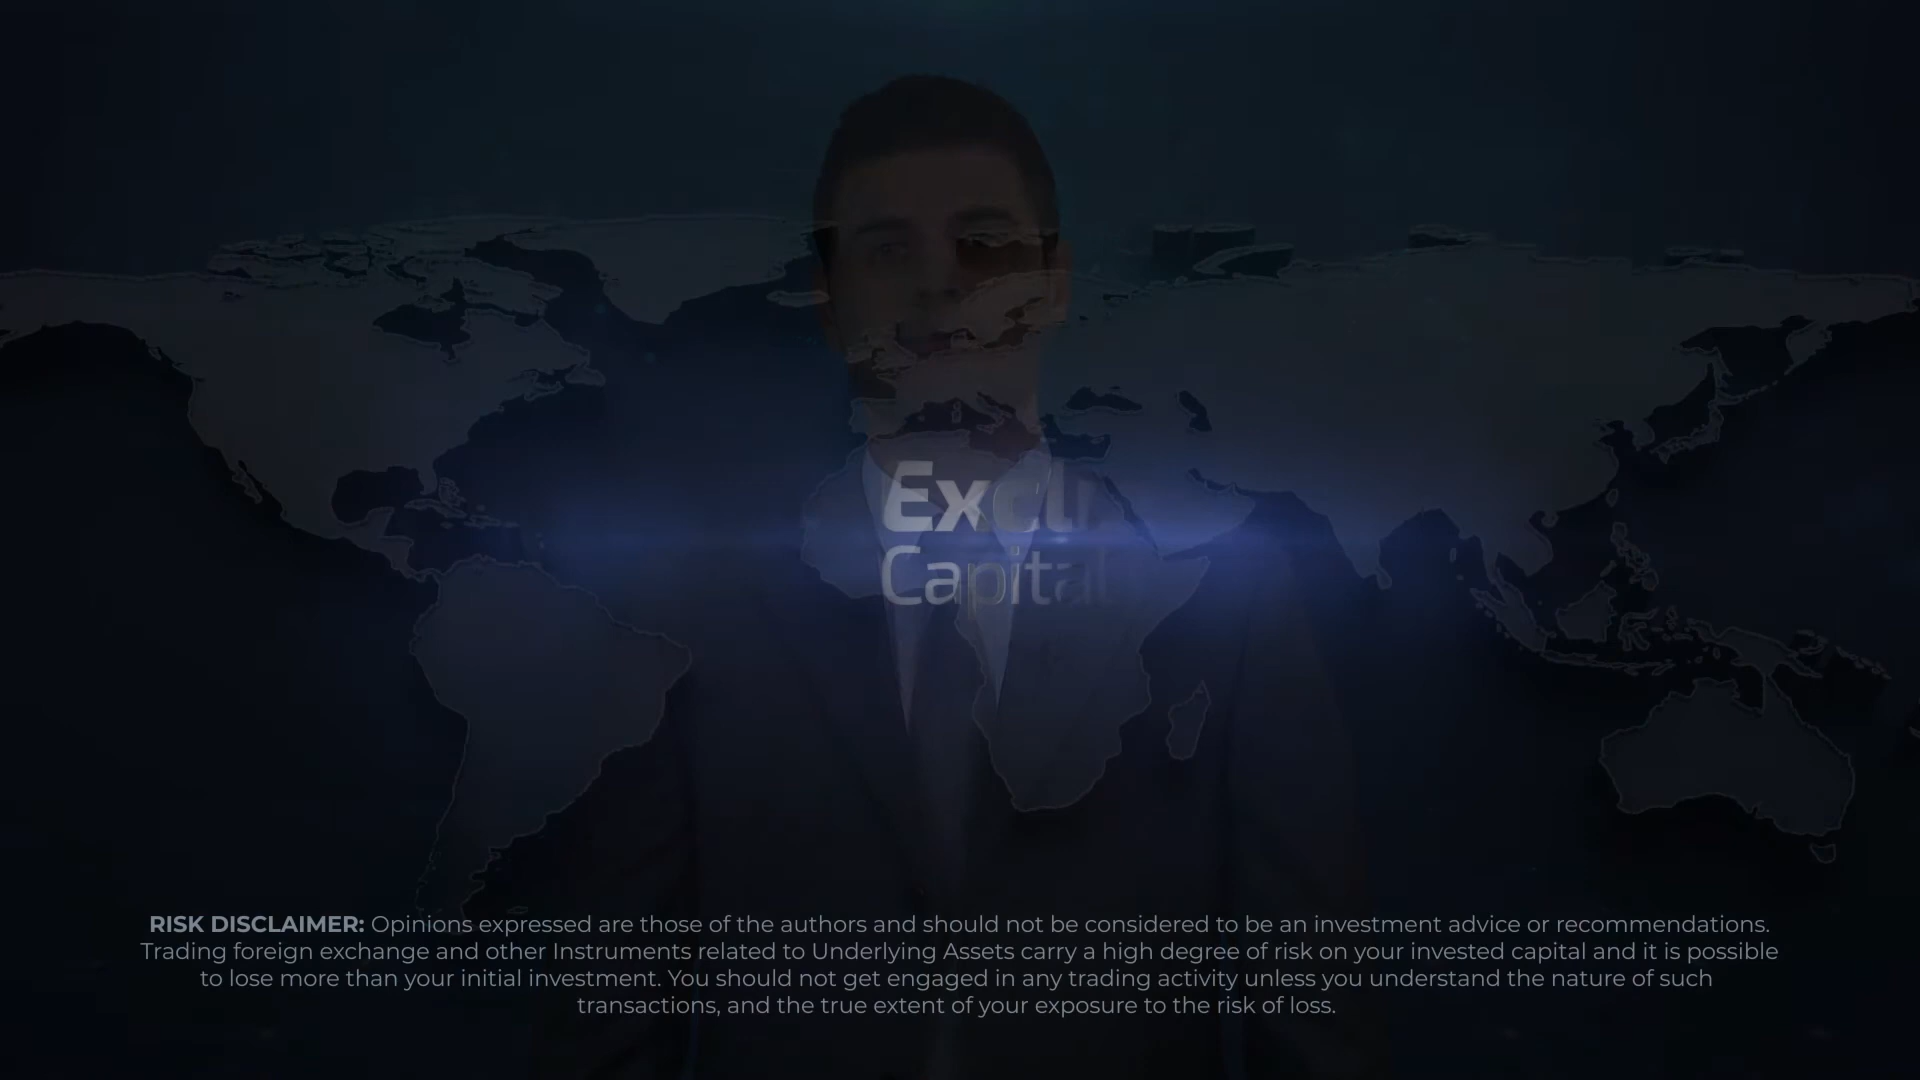 Excl
Capital
RISK DISCLAIMER: Opinions expressed are those of the authors and should not be considered to be an investment advice or recommendations.
Trading foreign exchange and other Instruments related to Underlying Assets carry a high degree of risk on your invested capital and it is possible
to lose more than your initial investment. You should not get engaged in any trading activity unless you understand the nature of such
transactions, and the true extent of your exposure to the risk of loss.